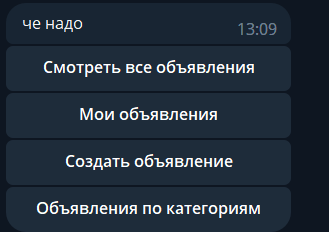 че надо
13:09
Смотреть все объявления
Мои объявления
Создать объявление
Объявления по категориям